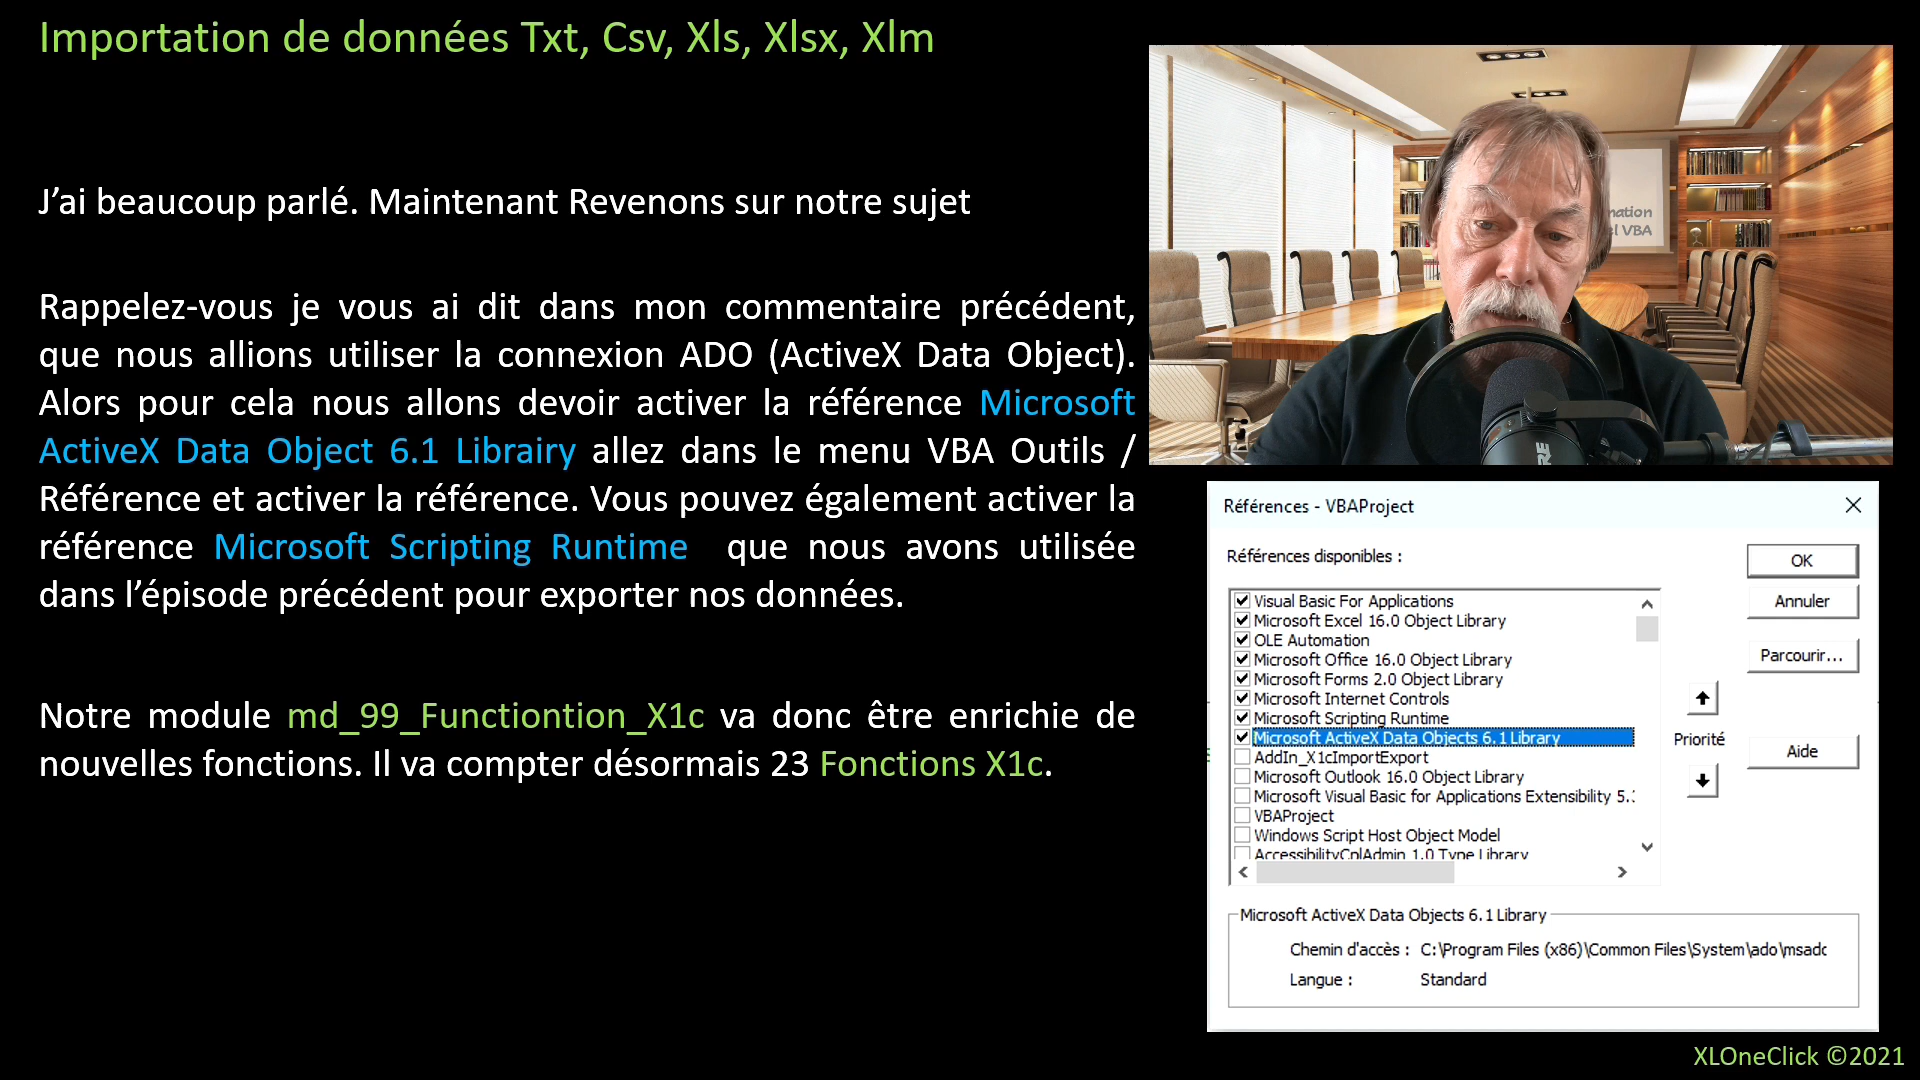 Importation de données Txt, Csv, Xls, Xlsx, Xlm
J’ai beaucoup parlé. Maintenant Revenons sur notre sujet
Rappelez-vous je vous ai dit dans mon commentaire précédent,
que nous allions utiliser la connexion ADO (ActiveX Data Object).
Alors pour cela nous allons devoir activer la référence Microsoft
ActiveX Data Object 6.1 Librairy allez dans le menu VBA Outils /
Référence et activer la référence. Vous pouvez également activer la
référence Microsoft Scripting Runtime que nous avons utilisée
dans l’épisode précédent pour exporter nos données.
Notre module md_99_Functiontion_X1c va donc être enrichie de
nouvelles fonctions. Il va compter désormais 23 Fonctions X1c.
mation
el VBA
Références - VBAProject
Références disponibles :
OK
Annuler
Parcourir...
Priorité
Aide
Visual Basic For Applications
Microsoft Excel 16.0 Object Library
OLE Automation
Microsoft Office 16.0 Object Library
Microsoft Forms 2.0 Object Library
Microsoft Internet Controls
Microsoft Scripting Runtime
Microsoft ActiveX Data Objects 6.1 Library
AddIn_X1cImportExport
Microsoft Outlook 16.0 Object Library
Microsoft Visual Basic for Applications Extensibility 5.
VBAProject
Windows Script Host Object Model
AccessibilityCplAdmin 1.0 Type Library
Microsoft ActiveX Data Objects 6.1 Library
Chemin d'accès : C:\Program Files (x86)\Common Files\System\ado\msado
Langue : Standard
XLOneClick ©2021